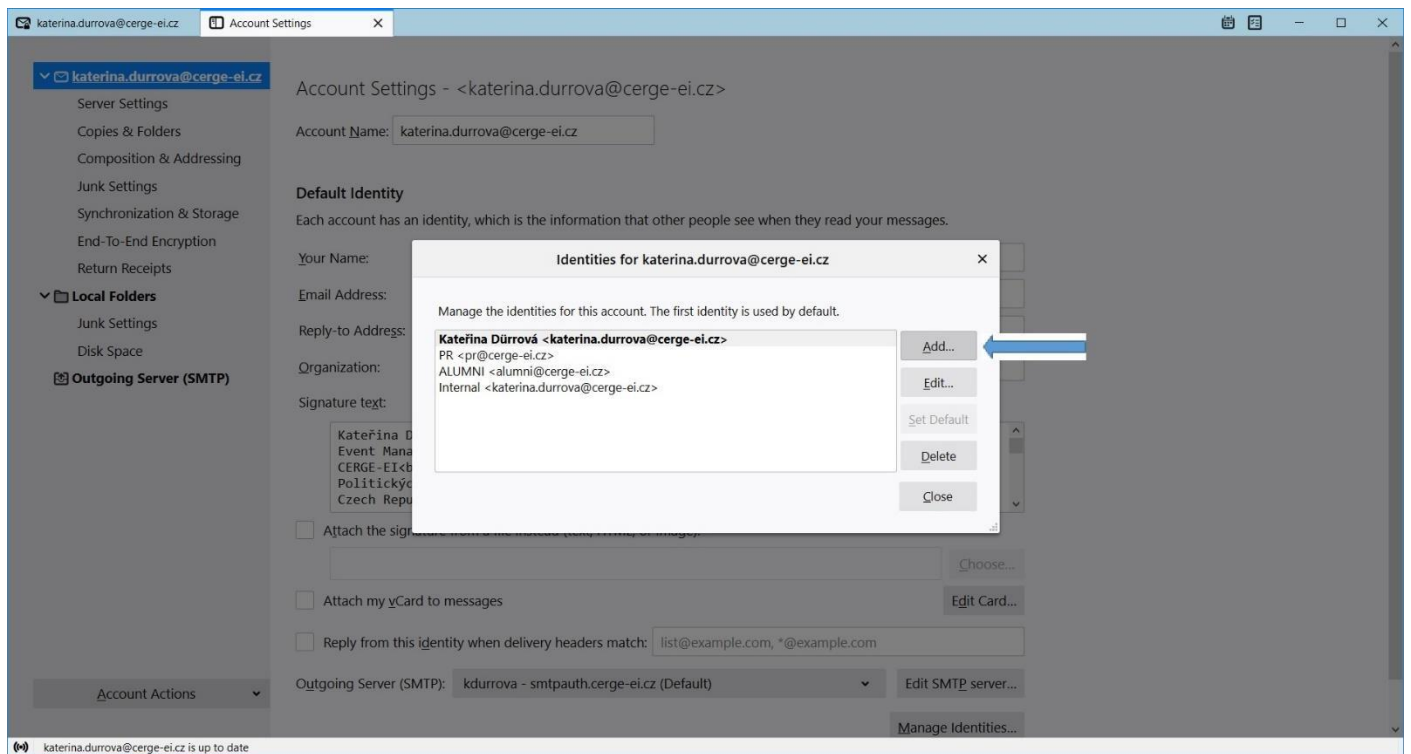 katerina.durrova@cerge-ei.cz
Account Settings
katerina.durrova@cerge-ei.cz
Server Settings
Copies & Folders
Composition & Addressing
Junk Settings
Synchronization & Storage
End-To-End Encryption
Return Receipts
Local Folders
Junk Settings
Disk Space
Outgoing Server (SMTP)
Account Actions
Account Settings - <katerina.durrova@cerge-ei.cz>
Account Name: katerina.durrova@cerge-ei.cz
Default Identity
Each account has an identity, which is the information that other people see when they read your messages.
Your Name:
Email Address:
Reply-to Address:
Organization:
Signature text:
Kateřina D
Event Mana
CERGE-EI<b
Politickýc
Czech Repu
Identities for katerina.durrova@cerge-ei.cz
Manage the identities for this account. The first identity is used by default.
Kateřina Dürrová <katerina.durrova@cerge-ei.cz>
PR <pr@cerge-ei.cz>
ALUMNI <alumni@cerge-ei.cz>
Internal <katerina.durrova@cerge-ei.cz>
Add...
Edit...
Set Default
Delete
Close
Attach the signature from a file instead (text, HTML, or image):
Choose...
Attach my vCard to messages
Edit Card...
Reply from this identity when delivery headers match: list@example.com, *@example.com
Outgoing Server (SMTP): kdurrova - smtpauth.cerge-ei.cz (Default)
Edit SMTP server...
Manage Identities...
katerina.durrova@cerge-ei.cz is up to date